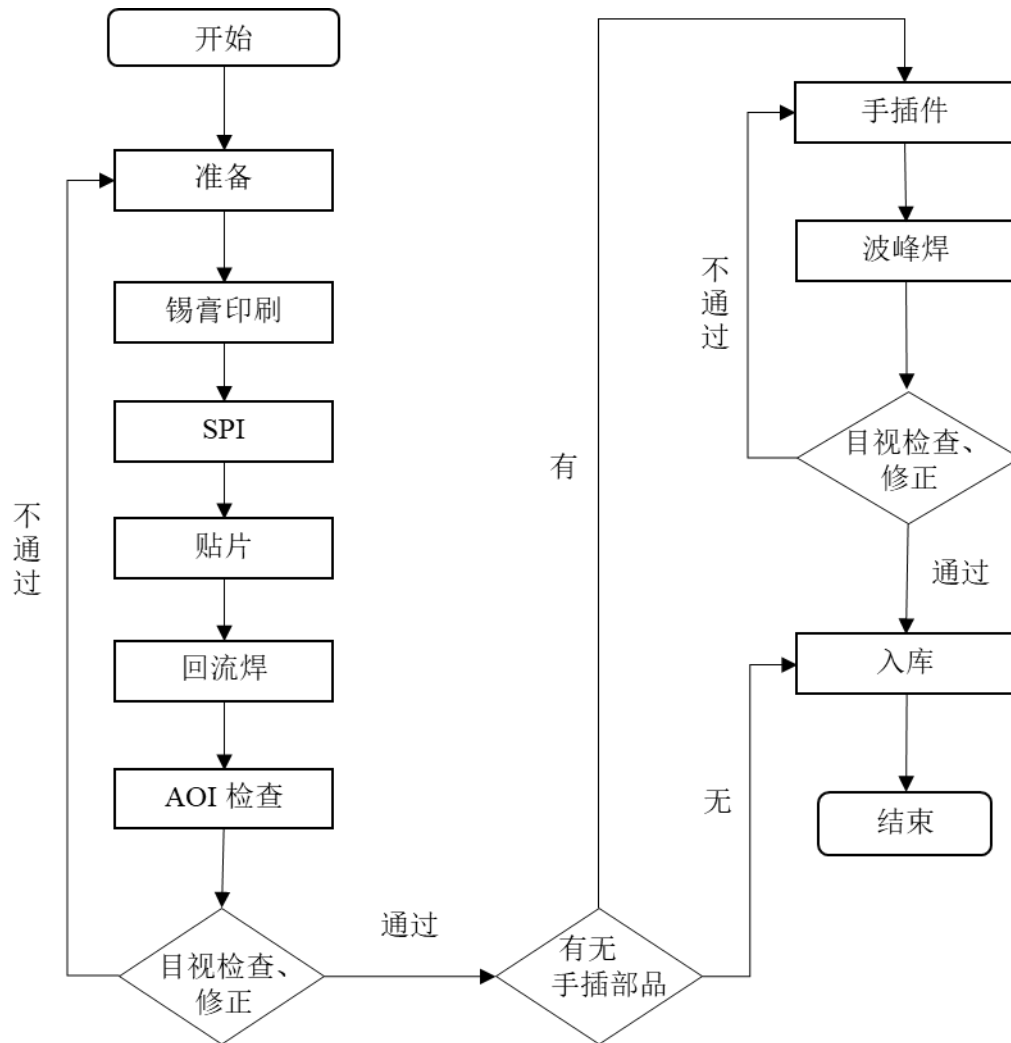 开始
准备
锡膏印刷
SPI
贴片
回流焊
AOI 检查
目视检查、
修正
不
通
过
通过
有无
手插部品
有
无
手插件
波峰焊
不
通
过
目视检查、
修正
通过
入库
结束